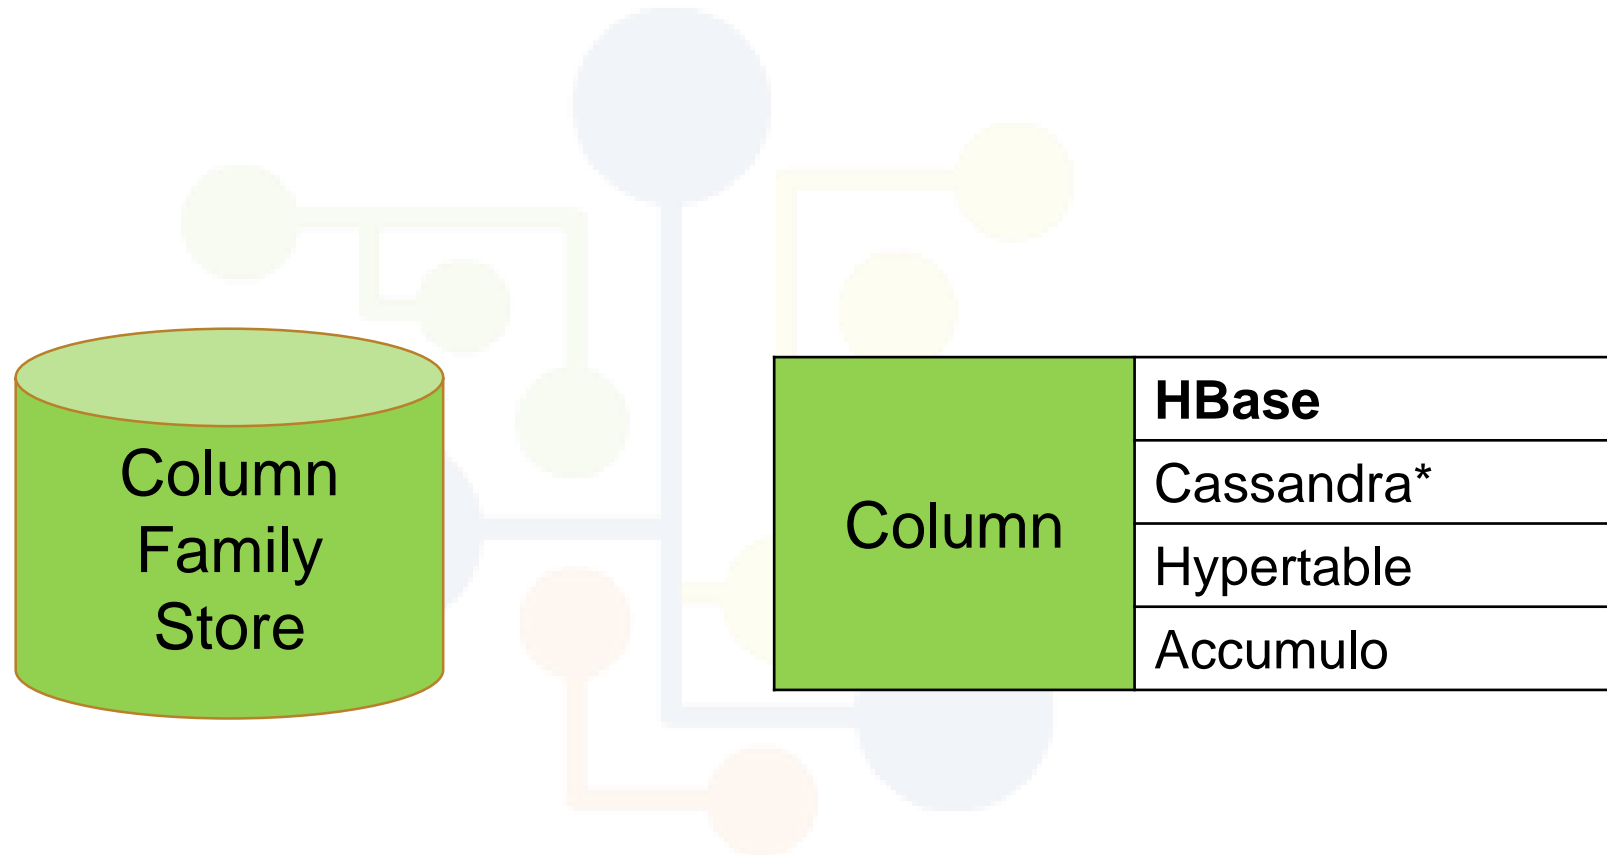 Column
Family
Store
Column
HBase
Cassandra*
Hypertable
Accumulo